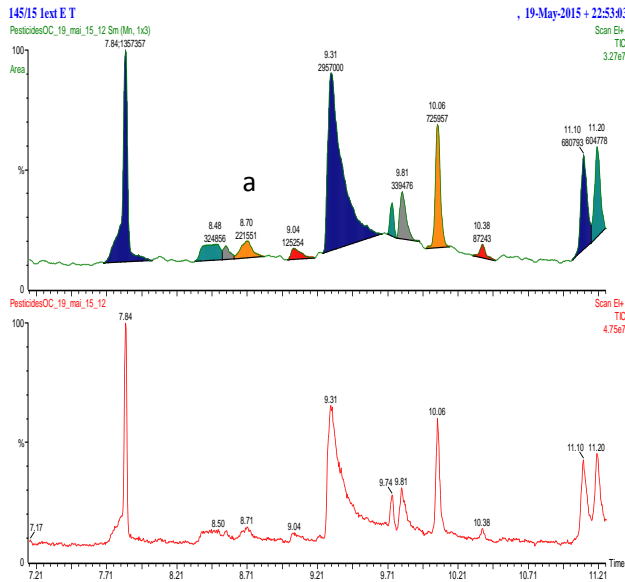 145/15 1ext E T
, 19-May-2015 + 22:53:03
PesticidesOC_19_mai_15_12 Sm (Mn, 1x3)
Scan EI+
TIC
3.27e7
Area
100
%
0
7.84;1357357
a
8.48
324856
8.70
221551
9.04
125254
9.31
2957000
9.81
339476
10.06
725957
10.38
87243
11.10
680793
11.20
604778
PesticidesOC_19_mai_15_12
Scan EI+
TIC
4.75e7
100
%
0
7.17
7.84
8.50
8.71
9.04
9.31
9.74
9.81
10.06
10.38
11.10
11.20
Time
7.21 7.71 8.21 8.71 9.21 9.71 10.21 10.71 11.21